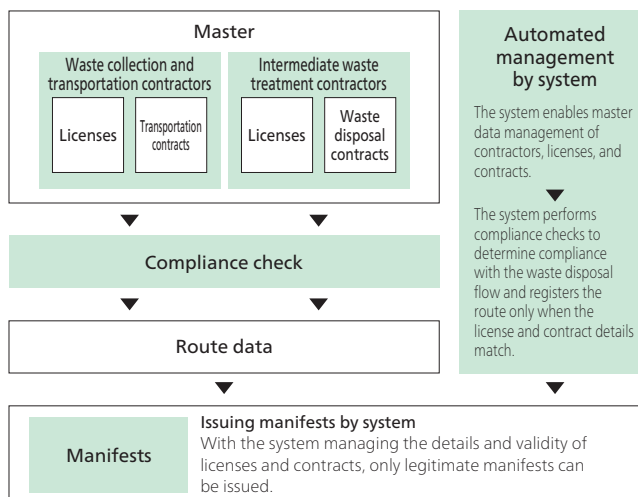 Master
Waste collection and
transportation contractors
Licenses
Transportation
contracts
Intermediate waste
treatment contractors
Licenses
Waste
disposal
contracts
Compliance check
Route data
Automated
management
by system
The system enables master
data management of
contractors, licenses, and
contracts.
The system performs
compliance checks to
determine compliance
with the waste disposal
flow and registers the
route only when the
license and contract details
match.
Manifests
Issuing manifests by system
With the system managing the details and validity of
licenses and contracts, only legitimate manifests can
be issued.